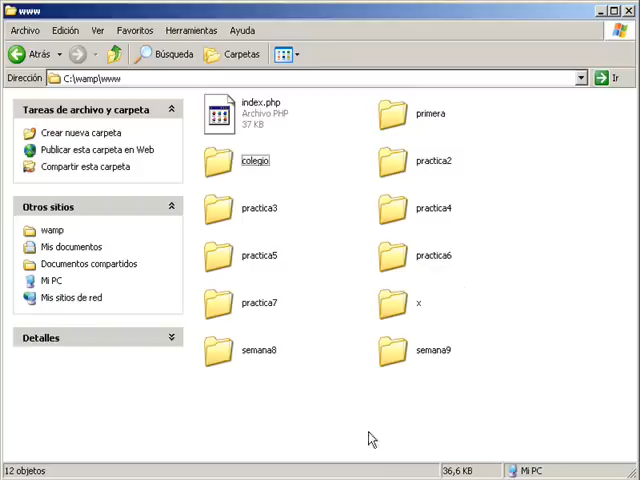 www
Archivo Edición Ver Favoritos Herramientas Ayuda
Atrás Búsqueda Carpetas
Dirección C:\wamp\www Ir
Tareas de archivo y carpeta
Crear nueva carpeta
Publicar esta carpeta en Web
Compartir esta carpeta
Otros sitios
wamp
Mis documentos
Documentos compartidos
Mi PC
Mis sitios de red
Detalles
index.php
Archivo PHP
37 KB
primera
colegio
practica2
practica3
practica4
practica5
practica6
practica7
x
semana8
semana9
12 objetos 36,6 KB Mi PC